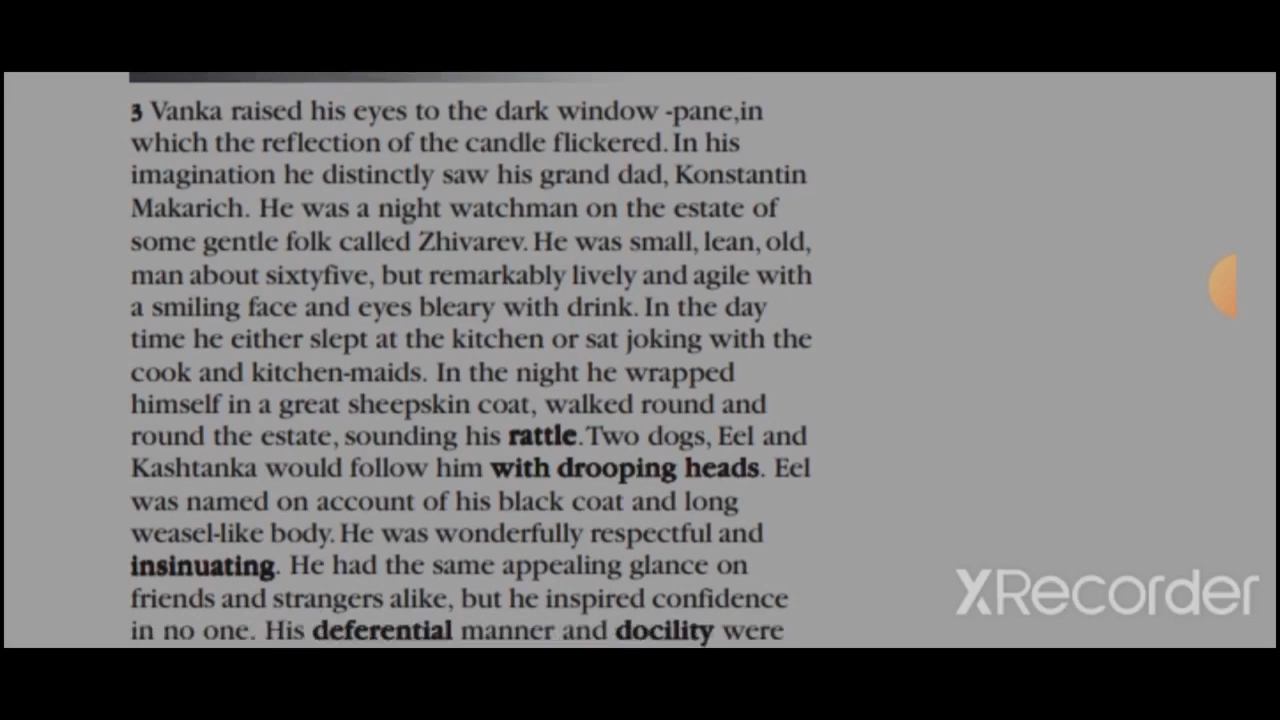 3 Vanka raised his eyes to the dark window -pane,in
which the reflection of the candle flickered. In his
imagination he distinctly saw his grand dad, Konstantin
Makarich. He was a night watchman on the estate of
some gentle folk called Zhivarev. He was small, lean, old,
man about sixtyfive, but remarkably lively and agile with
a smiling face and eyes bleary with drink. In the day
time he either slept at the kitchen or sat joking with the
cook and kitchen-maids. In the night he wrapped
himself in a great sheepskin coat, walked round and
round the estate, sounding his rattle. Two dogs, Eel and
Kashtanka would follow him with drooping heads. Eel
was named on account of his black coat and long
weasel-like body. He was wonderfully respectful and
insinuating. He had the same appealing glance on
friends and strangers alike, but he inspired confidence
in no one. His deferential manner and docility were
XRecorder